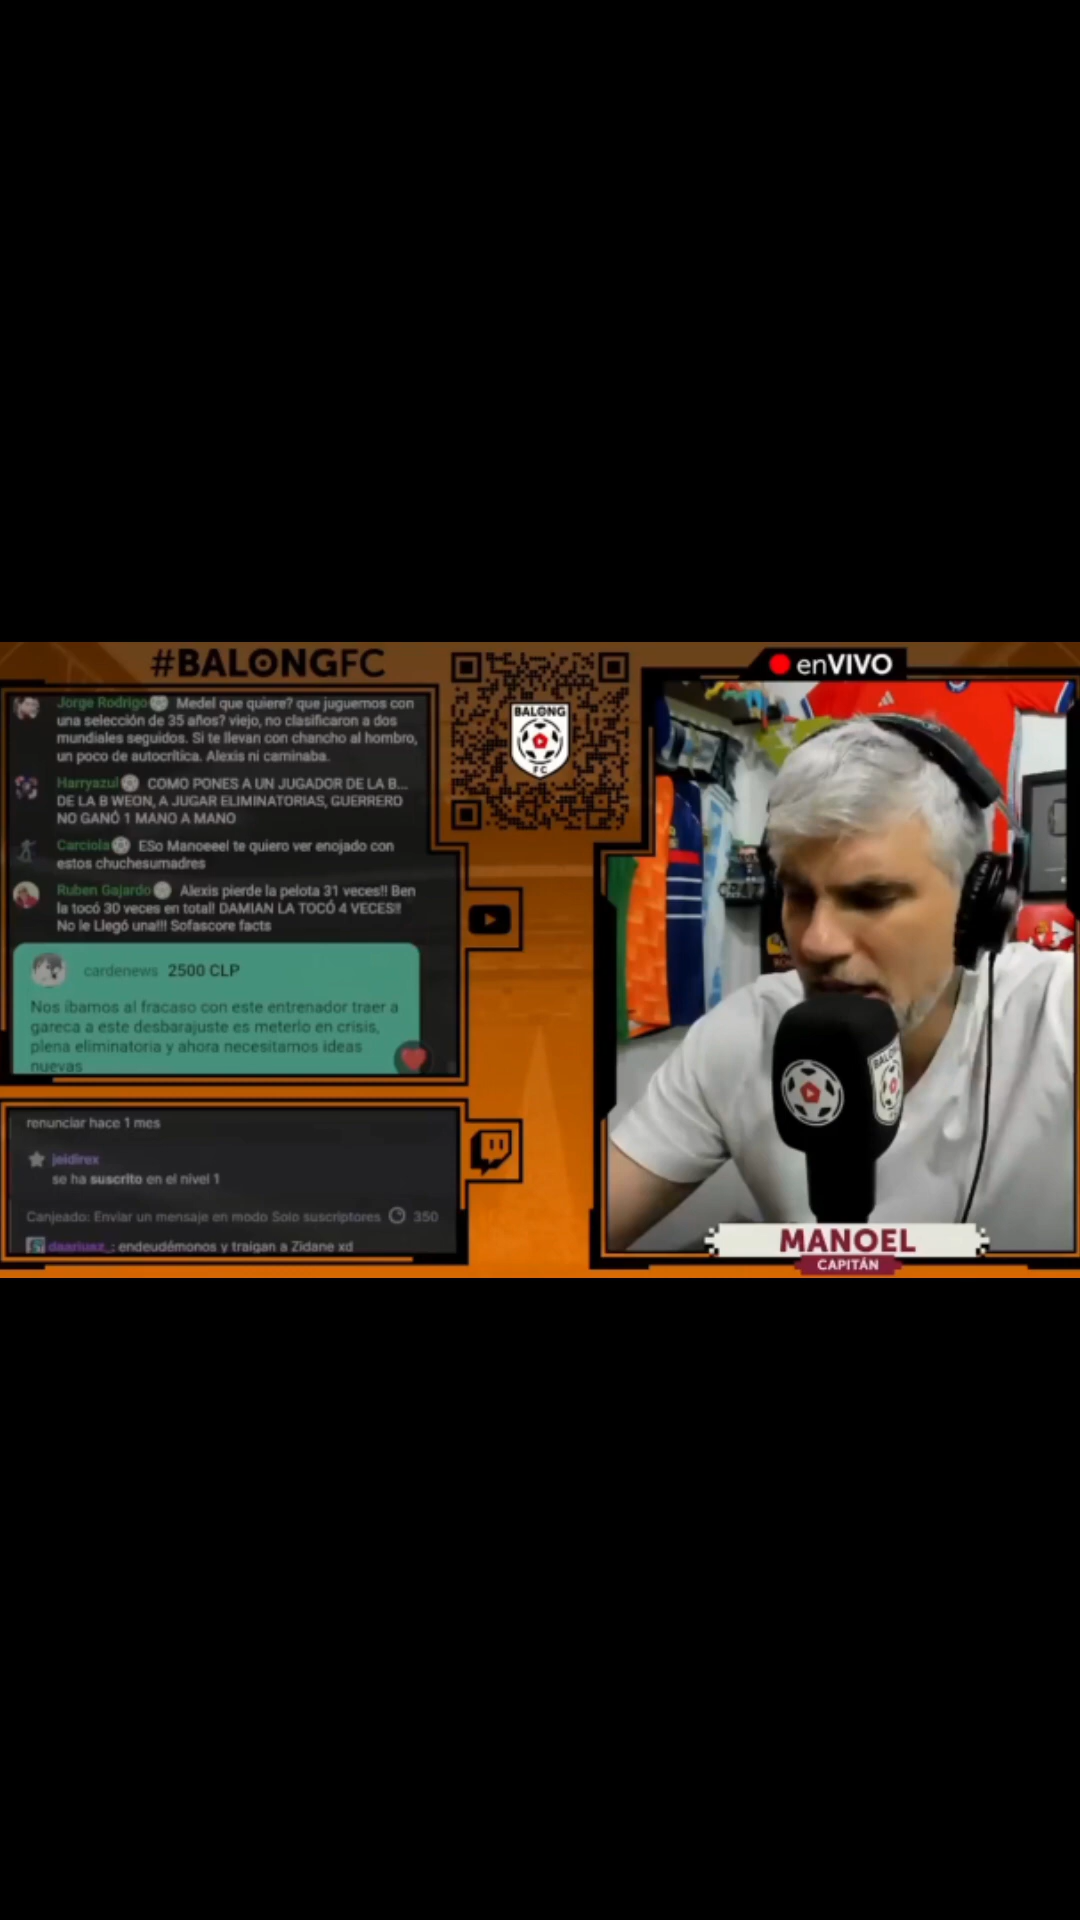 #BALONGFC
Jorge Rodrigo Medel que quiere? que juguemos con
una selección de 35 años? viejo, no clasificaron a dos
mundiales seguidos. Si te llevan con chancho al hombro,
un poco de autocrítica. Alexis ni caminaba.
Harryazul COMO PONES A UN JUGADOR DE LA B...
DE LA B WEON, A JUGAR ELIMINATORIAS, GUERRERO
NO GANÓ 1 MANO A MANO
Carciola ESo Manoeeel te quiero ver enojado con
estos chuchesumadres
Ruben Gajardo Alexis pierde la pelota 31 veces!! Ben
la tocó 30 veces en total! DAMIAN LA TOCÓ 4 VECES!!
No le Llegó una!!! Sofascore facts
cardenews 2500 CLP
Nos íbamos al fracaso con este entrenador traer a
gareca a este desbarajuste es meterlo en crisis,
plena eliminatoria y ahora necesitamos ideas
nuevas
renunciar hace 1 mes
jeidirex
se ha suscrito en el nivel 1
Canjeado: Enviar un mensaje en modo Solo suscriptores 350
daariuaz_: endeudémonos y traigan a Zidane xd
BALONG
FC
enVIVO
BALONG
MANOEL
CAPITÁN